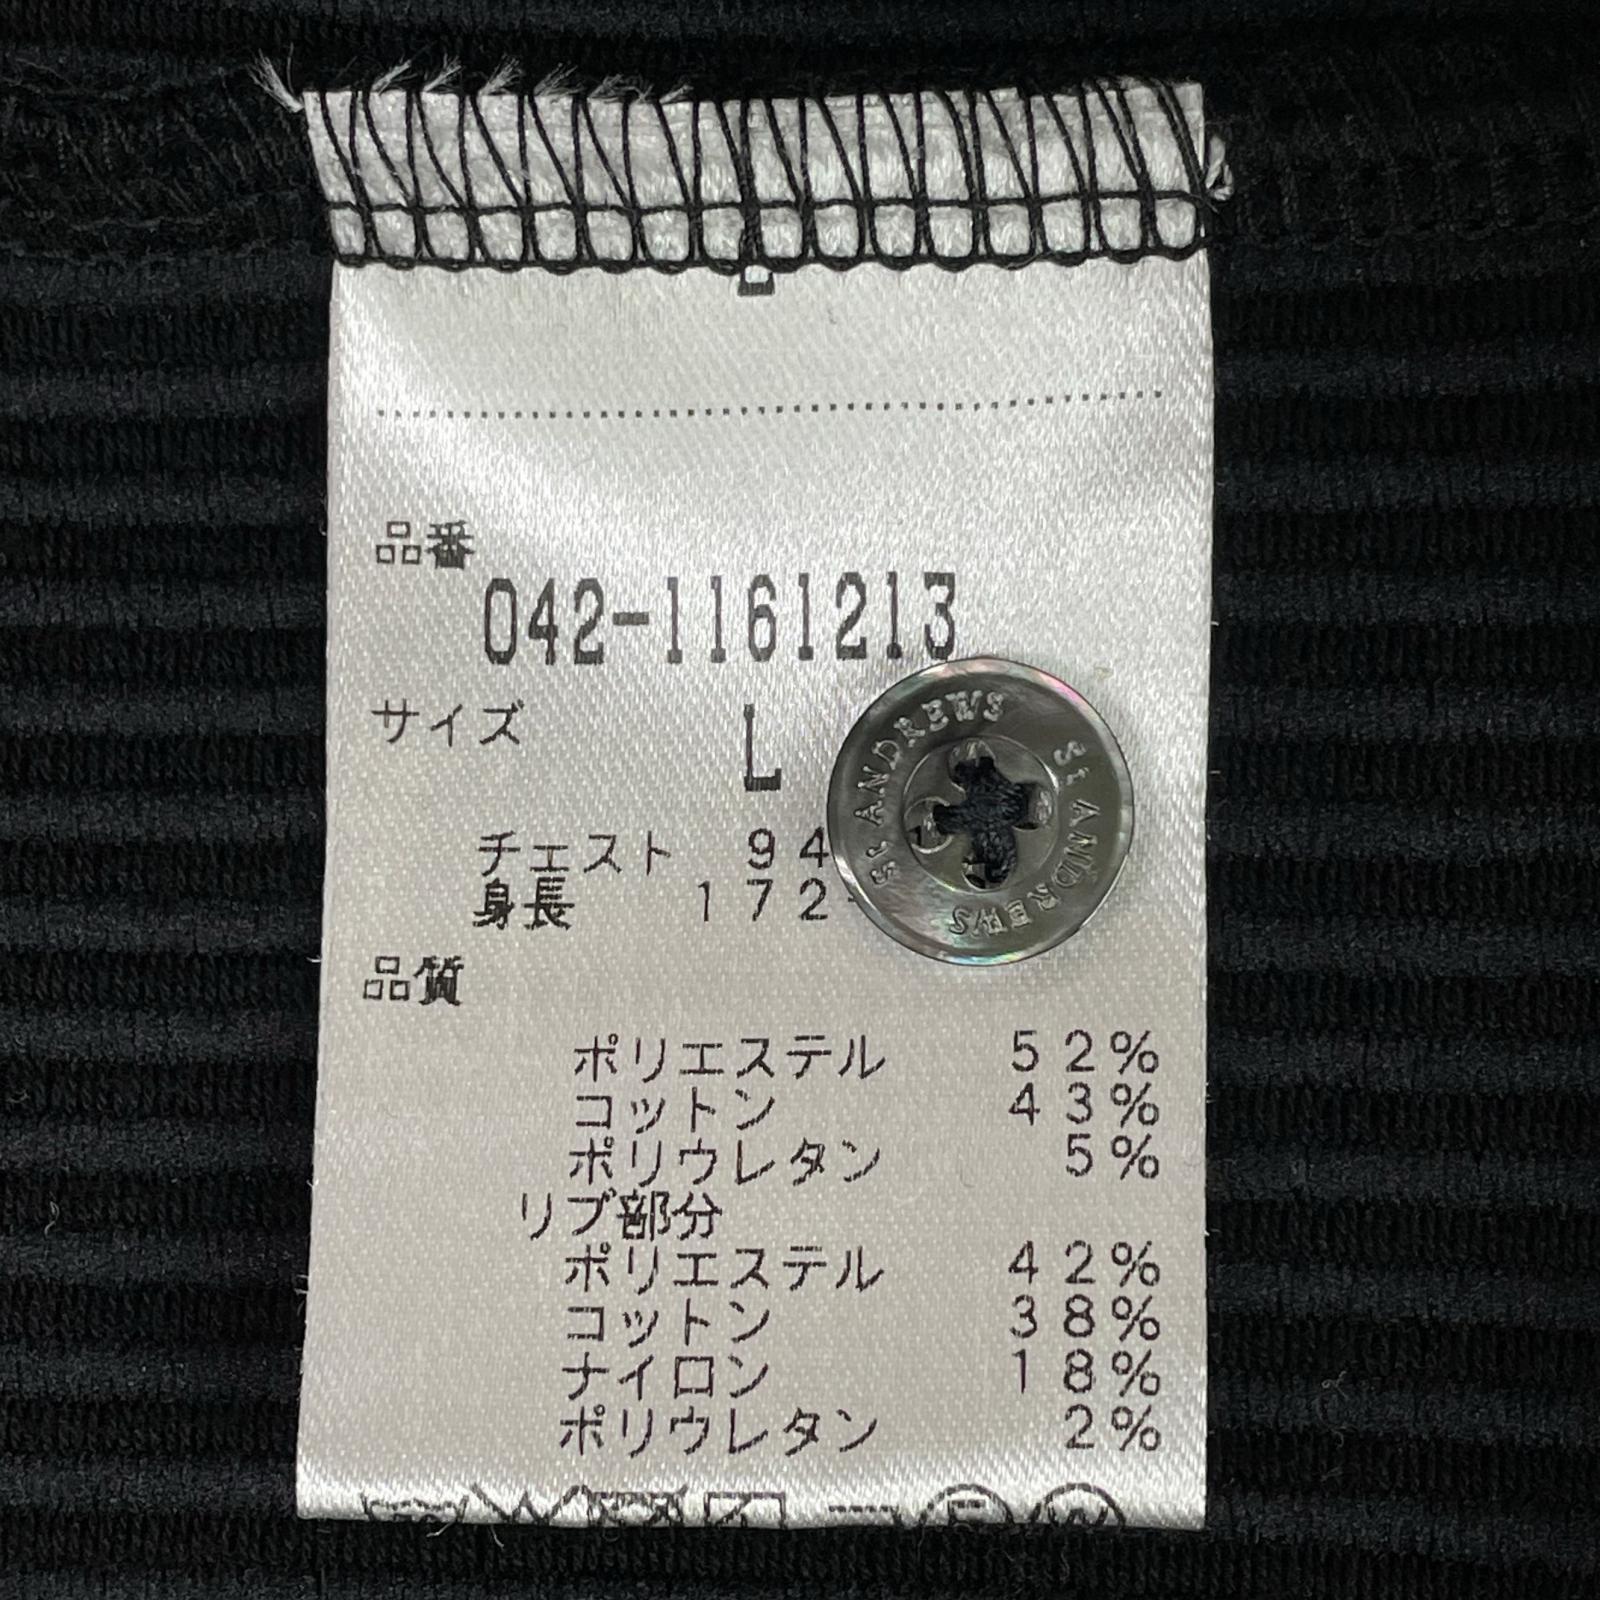 品番
042-1161213
サイズ L
チェスト 94
身長 172
品質
ポリエステル 52%
コットン 43%
ポリウレタン 5%
リブ部分
ポリエステル 42%
コットン 38%
ナイロン 18%
ポリウレタン 2%
St ANDREWS
St ANDREWS